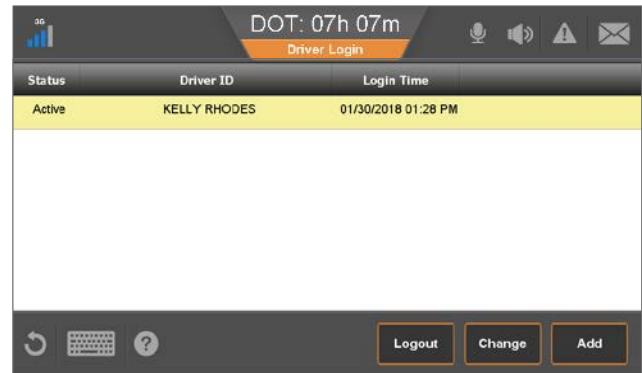 3G
DOT: 07h 07m
Driver Login
Status Driver ID Login Time
Active KELLY RHODES 01/30/2018 01:28 PM
? Logout Change Add